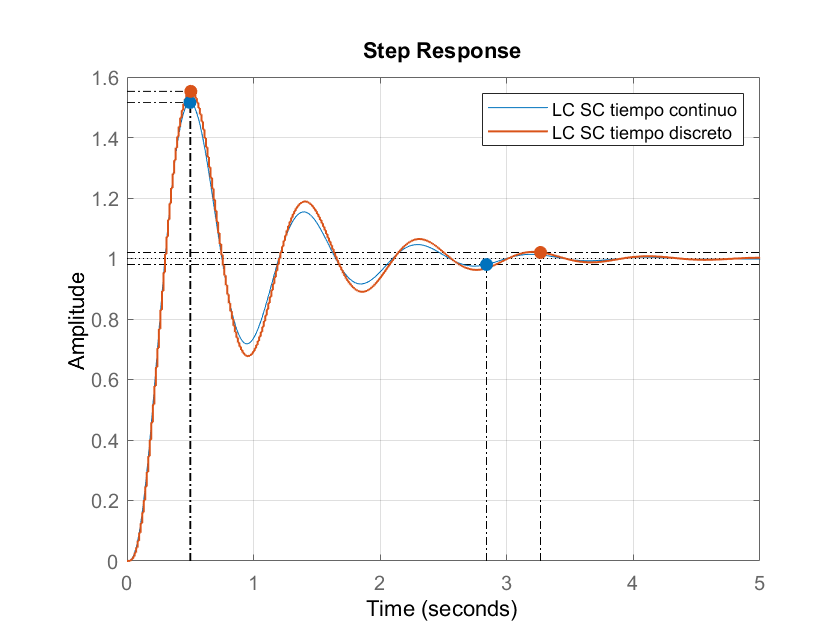 Step Response
1.6
1.4
1.2
1
0.8
0.6
0.4
0.2
0
Amplitude
LC SC tiempo continuo
LC SC tiempo discreto
0 1 2 3 4 5
Time (seconds)